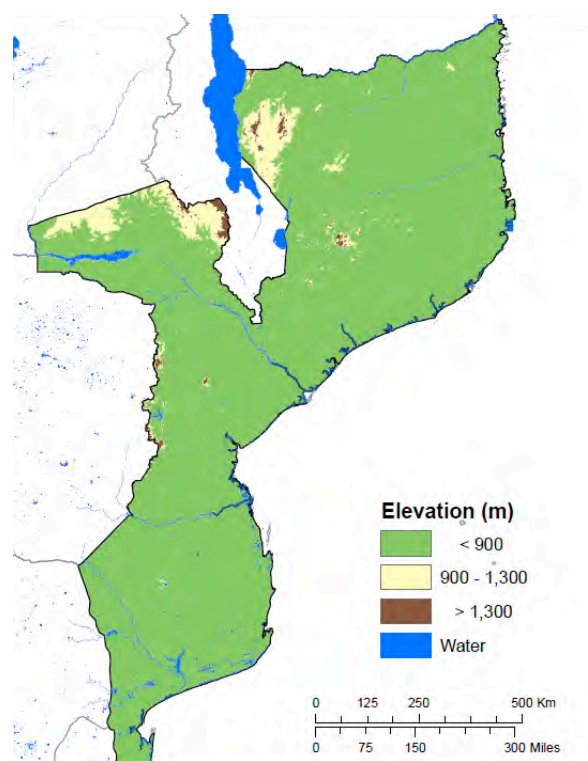 Elevation (m)
< 900
900 - 1,300
> 1,300
Water
0 125 250 500 Km
0 75 150 300 Miles